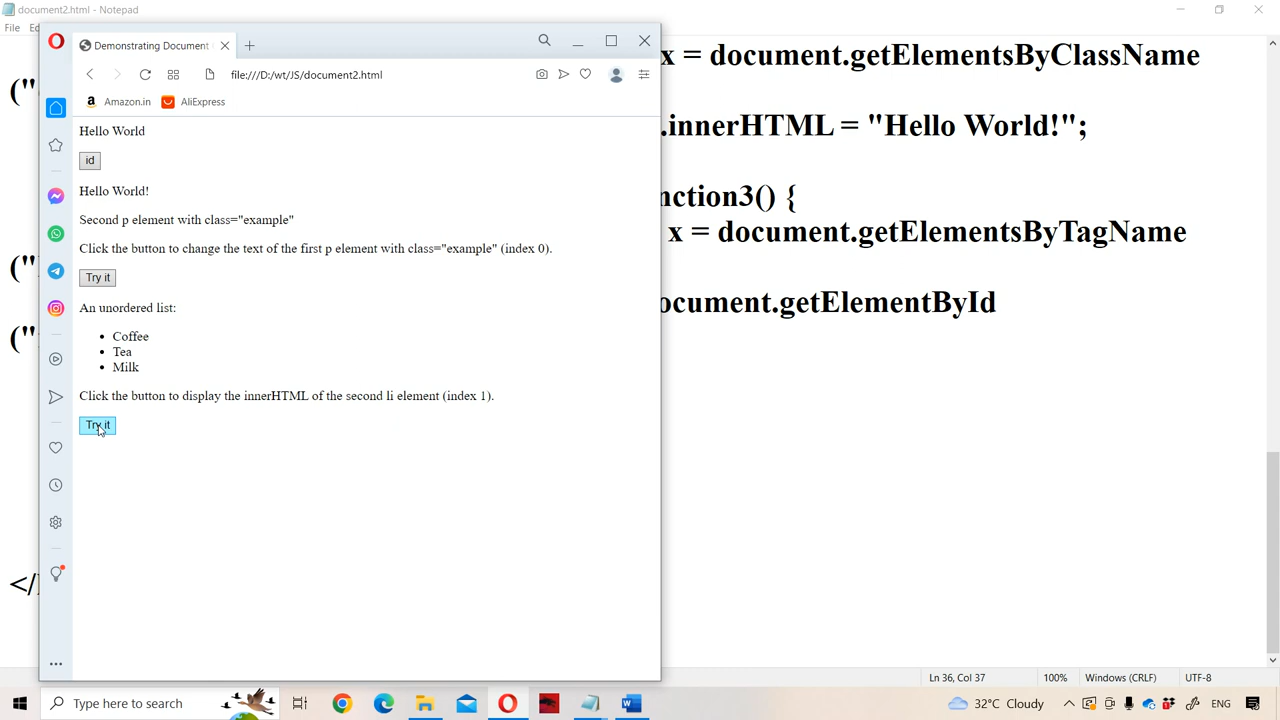 document2.html - Notepad
File
Demonstrating Document
file:///D:/wt/JS/document2.html
Amazon.in
AliExpress
Hello World
id
Hello World!
Second p element with class="example"
Click the button to change the text of the first p element with class="example" (index 0).
Try it
An unordered list:
Coffee
Tea
Milk
Click the button to display the innerHTML of the second li element (index 1).
Try it
x = document.getElementsByClassName
("
.innerHTML = "Hello World!";
nction3() {
x = document.getElementsByTagName
("
ocument.getElementById
("
</
Ln 36, Col 37
100%
Windows (CRLF)
UTF-8
Type here to search
32°C Cloudy
ENG